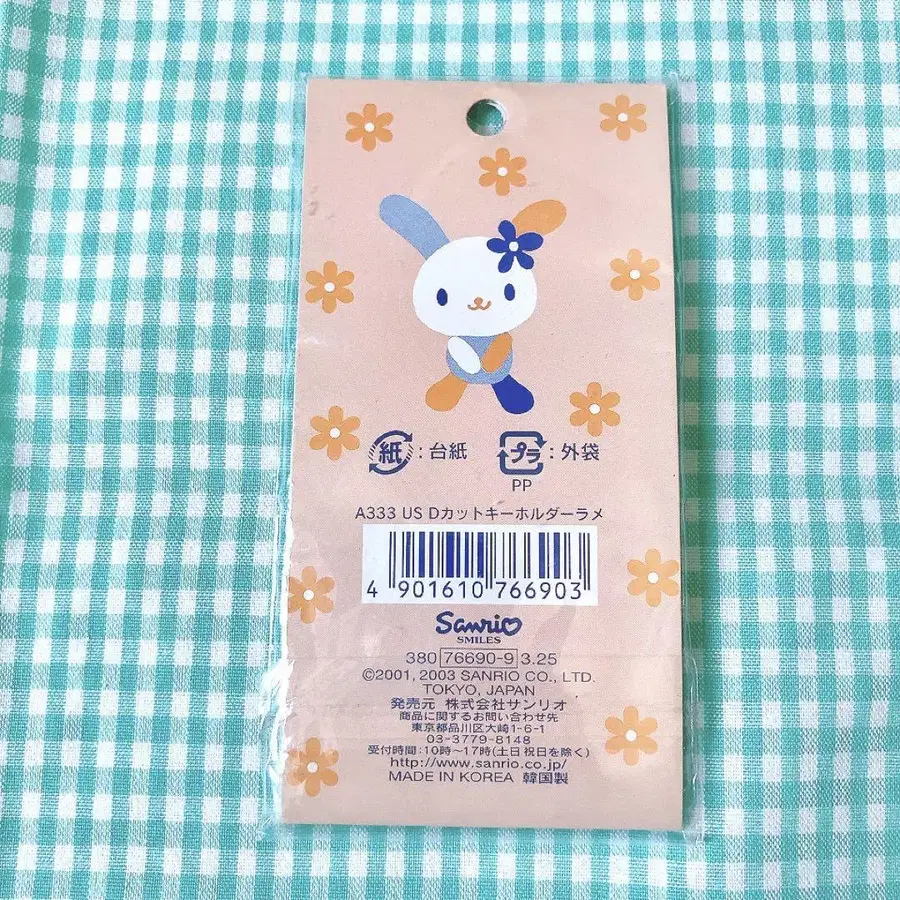 紙 : 台紙 プラ : 外袋
PP
A333 US Dカットキーホルダーラメ
4 901610 766903
Sanrio
SMILES
380 76690-9 3.25
©2001, 2003 SANRIO CO., LTD.
TOKYO, JAPAN
発売元 株式会社サンリオ
商品に関するお問い合わせ先
東京都品川区大崎1-6-1
03-3779-8148
受付時間：10時～17時(土日祝日を除く)
http://www.sanrio.co.jp/
MADE IN KOREA 韓国製